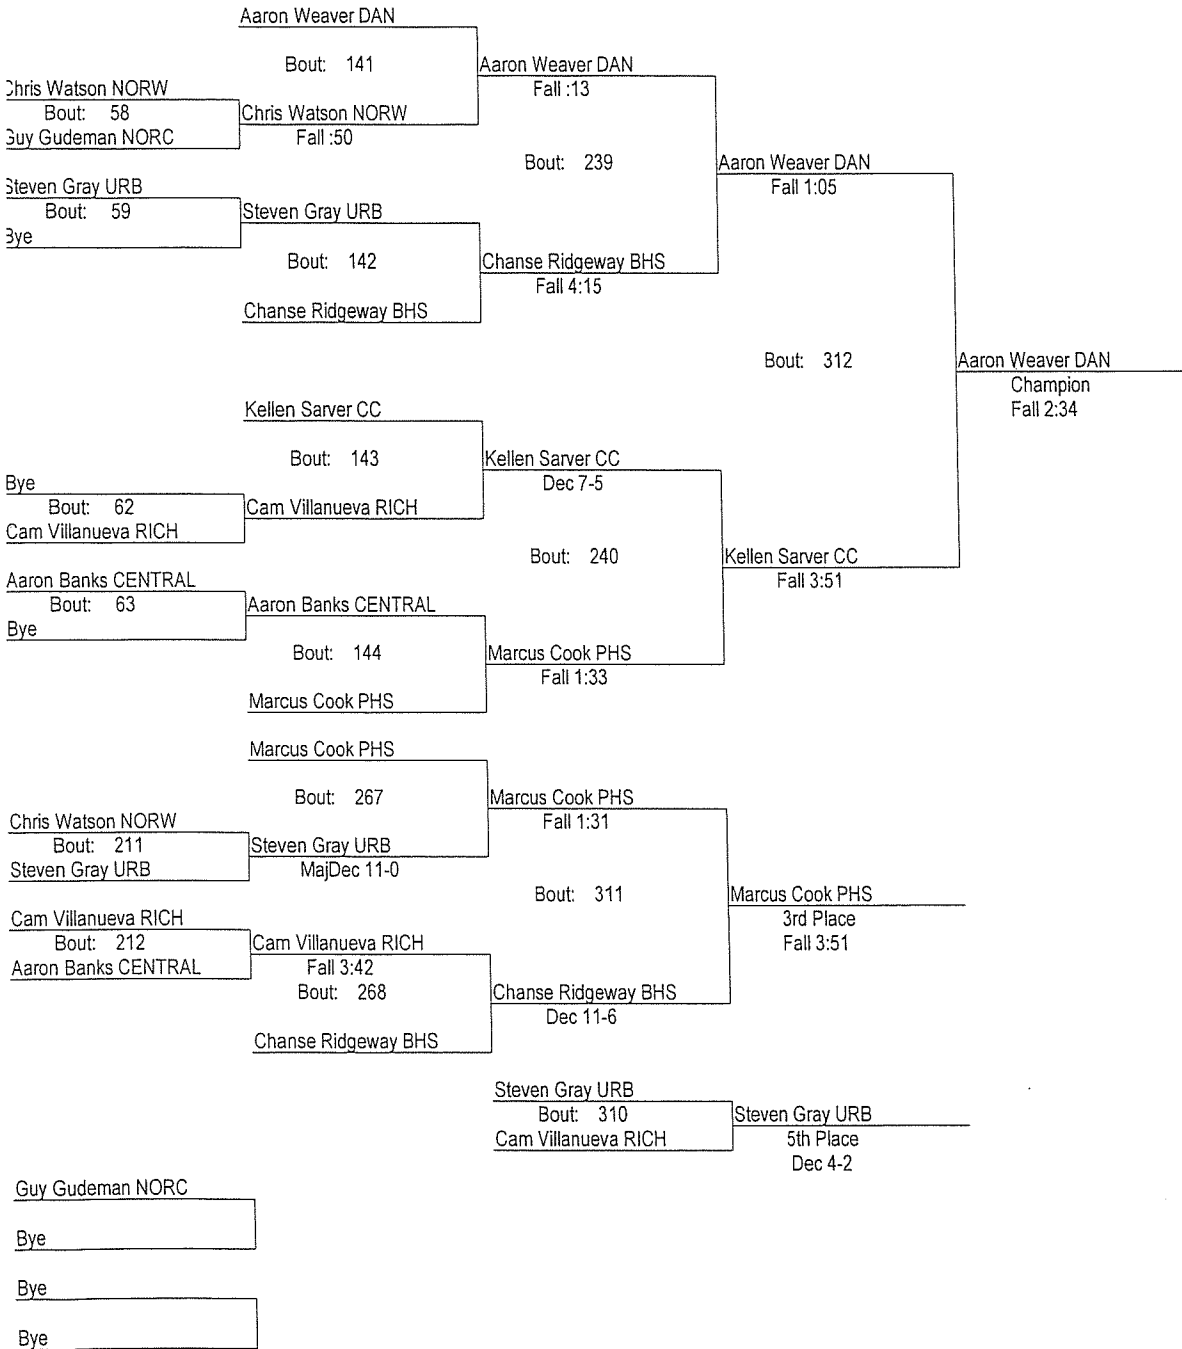 Aaron Weaver DAN
Bout: 141
Aaron Weaver DAN
Fall :13
Chris Watson NORW
Bout: 58
Chris Watson NORW
Guy Gudeman NORC
Fall :50
Bout: 239
Aaron Weaver DAN
Fall 1:05
Steven Gray URB
Bout: 59
Steven Gray URB
Bye
Bout: 142
Chanse Ridgeway BHS
Fall 4:15
Chanse Ridgeway BHS
Bout: 312
Aaron Weaver DAN
Champion
Fall 2:34
Kellen Sarver CC
Bout: 143
Kellen Sarver CC
Dec 7-5
Bye
Bout: 62
Cam Villanueva RICH
Cam Villanueva RICH
Bout: 240
Kellen Sarver CC
Fall 3:51
Aaron Banks CENTRAL
Bout: 63
Aaron Banks CENTRAL
Bye
Bout: 144
Marcus Cook PHS
Fall 1:33
Marcus Cook PHS
Marcus Cook PHS
Bout: 267
Marcus Cook PHS
Fall 1:31
Chris Watson NORW
Bout: 211
Steven Gray URB
Steven Gray URB
MajDec 11-0
Bout: 311
Marcus Cook PHS
3rd Place
Fall 3:51
Cam Villanueva RICH
Bout: 212
Cam Villanueva RICH
Aaron Banks CENTRAL
Fall 3:42
Bout: 268
Chanse Ridgeway BHS
Dec 11-6
Chanse Ridgeway BHS
Steven Gray URB
Bout: 310
Steven Gray URB
Cam Villanueva RICH
5th Place
Dec 4-2
Guy Gudeman NORC
Bye
Bye
Bye